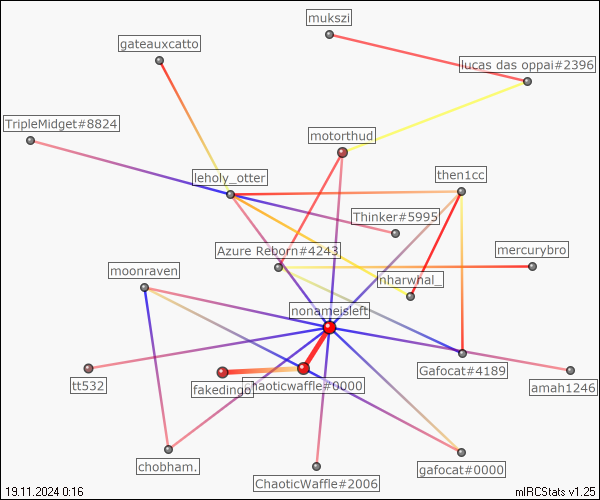 mukszi
gateauxcatto
lucas das oppai#2396
TripleMidget#8824
motorthud
leholy_otter
then1cc
Thinker#5995
Azure Reborn#4243
mercurybro
moonraven
nharwhal_
nonameisleft
Gafocat#4189
tt532
fakedingo
chaoticwaffle#0000
amah1246
chobham.
ChaoticWaffle#2006
gafocat#0000
19.11.2024 0:16
mIRCStats v1.25